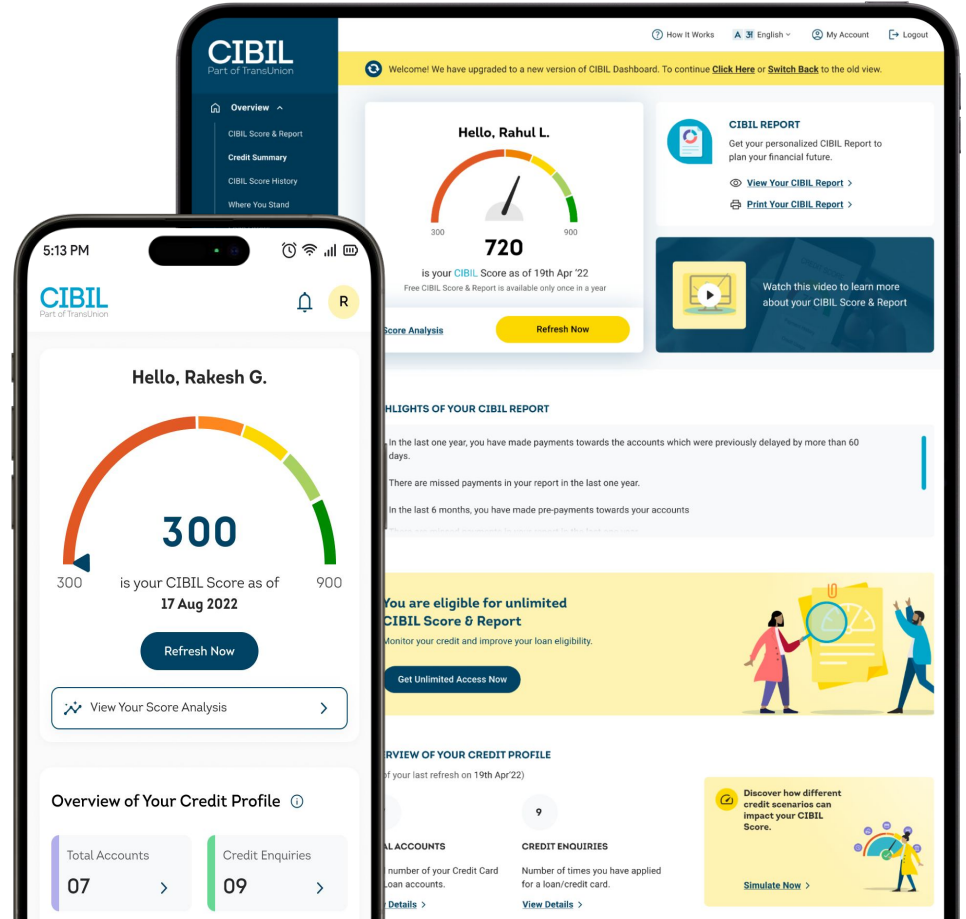 CIBIL
Part of TransUnion
How It Works
A अ English
My Account
Logout
Welcome! We have upgraded to a new version of CIBIL Dashboard. To continue Click Here or Switch Back to the old view.
Overview
CIBIL Score & Report
Credit Summary
CIBIL Score History
Where You Stand
Hello, Rahul L.
300
900
720
is your CIBIL Score as of 19th Apr '22
Free CIBIL Score & Report is available only once in a year
Score Analysis
Refresh Now
CIBIL REPORT
Get your personalized CIBIL Report to
plan your financial future.
View Your CIBIL Report >
Print Your CIBIL Report >
Watch this video to learn more
about your CIBIL Score & Report
HLIGHTS OF YOUR CIBIL REPORT
In the last one year, you have made payments towards the accounts which were previously delayed by more than 60
days.
There are missed payments in your report in the last one year.
In the last 6 months, you have made pre-payments towards your accounts
You are eligible for unlimited
CIBIL Score & Report
Monitor your credit and improve your loan eligibility.
Get Unlimited Access Now
RVIEW OF YOUR CREDIT PROFILE
of your last refresh on 19th Apr'22)
9
AL ACCOUNTS
number of your Credit Card
Loan accounts.
Details >
CREDIT ENQUIRIES
Number of times you have applied
for a loan/credit card.
View Details >
Discover how different
credit scenarios can
impact your CIBIL
Score.
Simulate Now >
5:13 PM
CIBIL
Part of TransUnion
R
Hello, Rakesh G.
300
300
900
is your CIBIL Score as of
17 Aug 2022
Refresh Now
View Your Score Analysis
Overview of Your Credit Profile
Total Accounts
07
Credit Enquiries
09